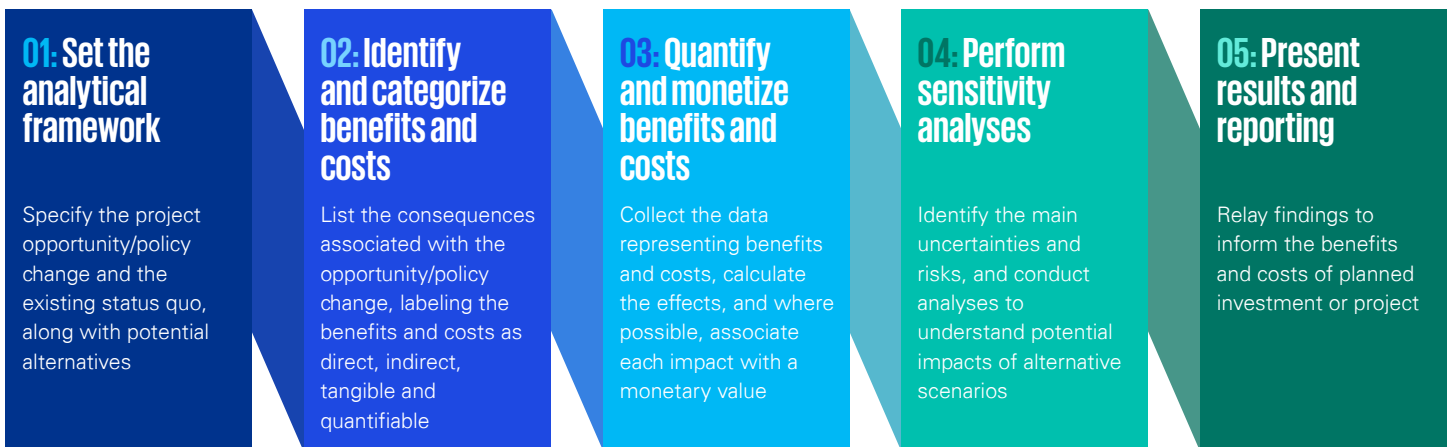 01: Set the
analytical
framework
Specify the project
opportunity/policy
change and the
existing status quo,
along with potential
alternatives
02: Identify
and categorize
benefits and
costs
List the consequences
associated with the
opportunity/policy
change, labeling the
benefits and costs as
direct, indirect,
tangible and
quantifiable
03: Quantify
and monetize
benefits and
costs
Collect the data
representing benefits
and costs, calculate
the effects, and where
possible, associate
each impact with a
monetary value
04: Perform
sensitivity
analyses
Identify the main
uncertainties and
risks, and conduct
analyses to
understand potential
impacts of alternative
scenarios
05: Present
results and
reporting
Relay findings to
inform the benefits
and costs of planned
investment or project